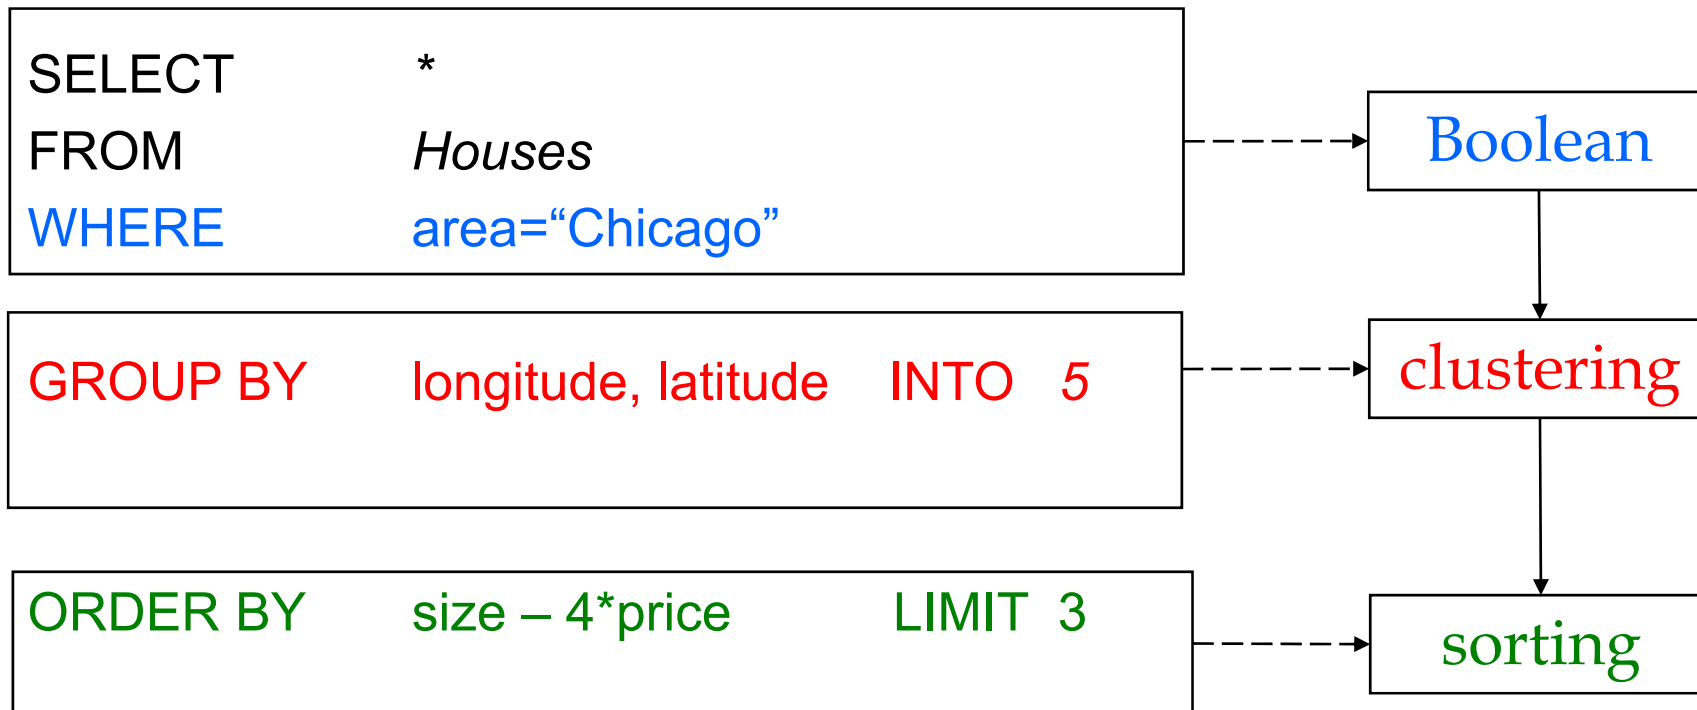 SELECT *
FROM Houses
WHERE area=“Chicago”
Boolean
GROUP BY longitude, latitude INTO 5
clustering
ORDER BY size – 4*price LIMIT 3
sorting